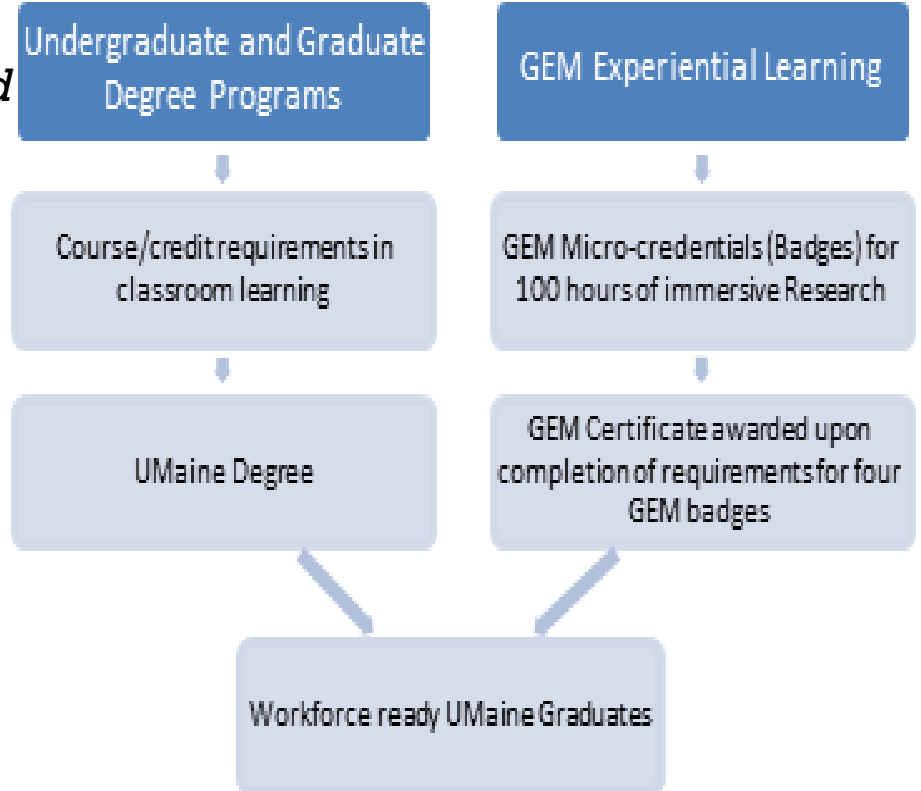 Undergraduate and Graduate
Degree Programs
d
GEM Experiential Learning
Course/credit requirements in
classroom learning
GEM Micro-credentials (Badges) for
100 hours of immersive Research
UMaine Degree
GEM Certificate awarded upon
completion of requirements for four
GEM badges
Workforce ready UMaine Graduates